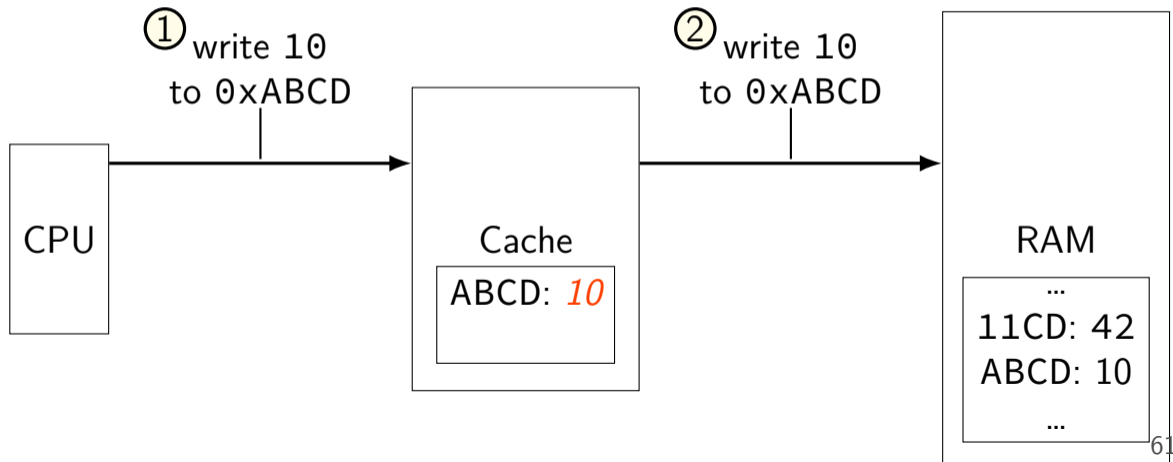 1
write 10
to 0xABCD
2
write 10
to 0xABCD
CPU
Cache
ABCD: 10
RAM
...
11CD: 42
ABCD: 10
...
61